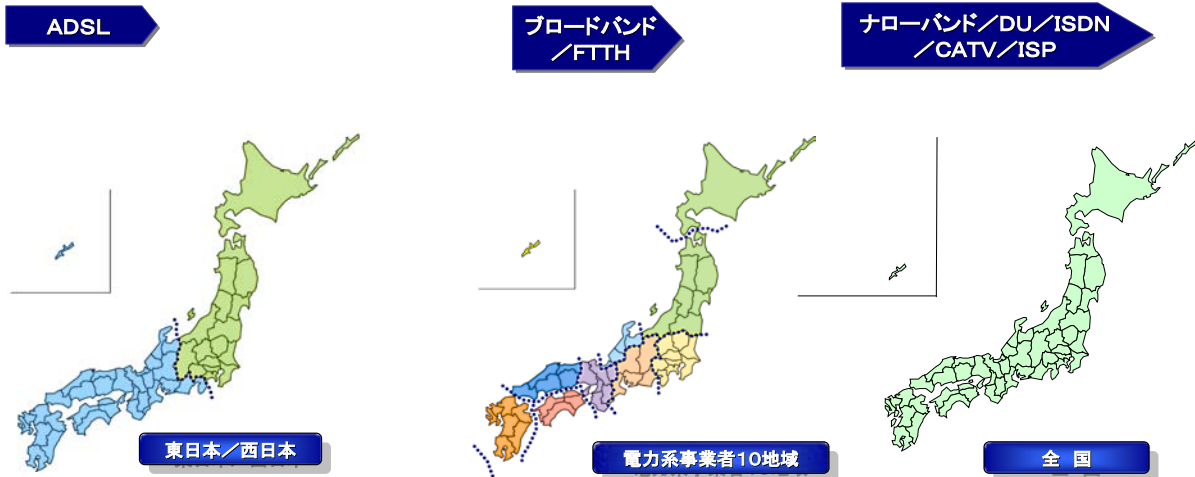 ADSL
ブロードバンド
／FTTH
ナローバンド／DU／ISDN
／CATV／ISP
東日本／西日本
電力系事業者10地域
全　国